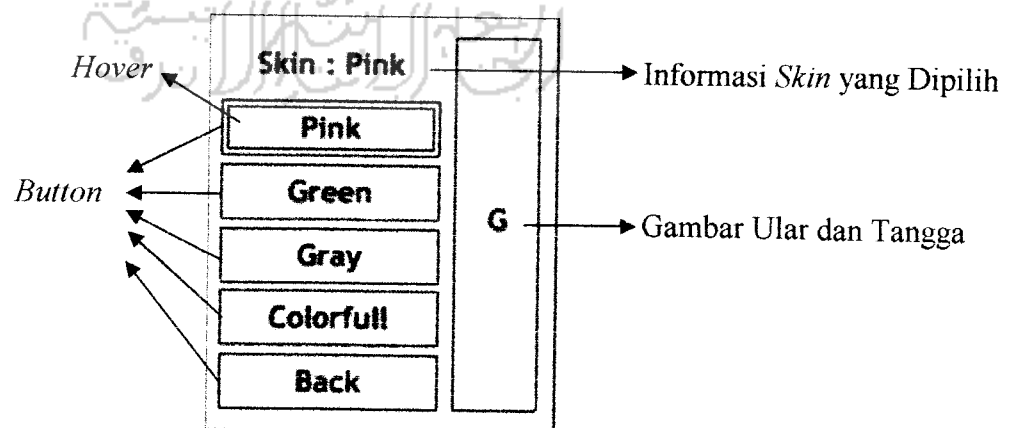 Hover
Skin : Pink
Informasi Skin yang Dipilih
Pink
Button
Green
G
Gambar Ular dan Tangga
Gray
Colorfull
Back